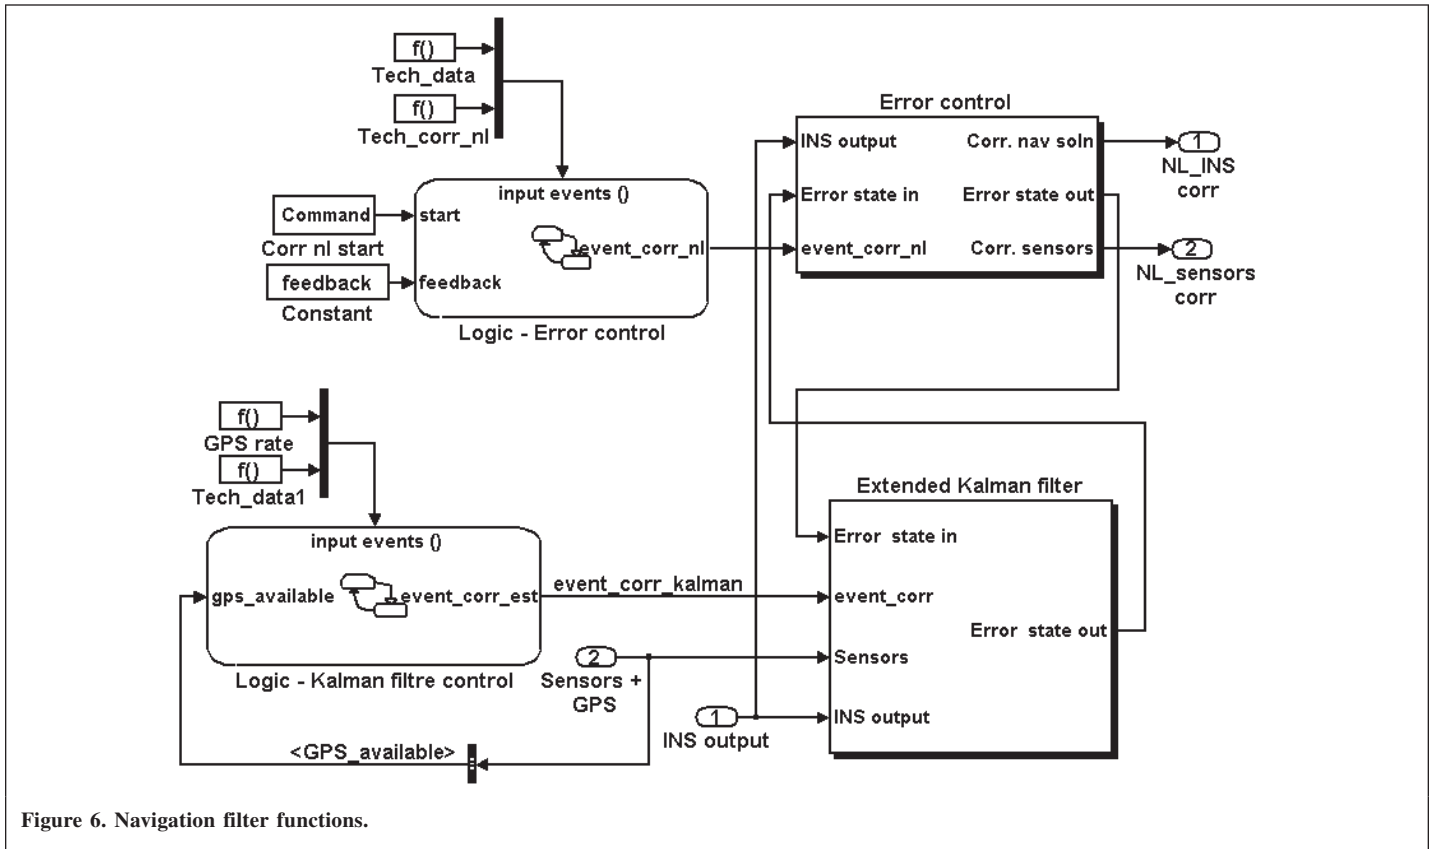 f()
Tech_data
f()
Tech_corr_nl
input events ()
Command
start
Corr nl start
event_corr_nl
feedback
feedback
Constant
Logic - Error control
Error control
INS output
Corr. nav soln
1
NL_INS
corr
Error state in
Error state out
event_corr_nl
Corr. sensors
2
NL_sensors
corr
f()
GPS rate
f()
Tech_data1
input events ()
gps_available
event_corr_est
event_corr_kalman
Logic - Kalman filtre control
Extended Kalman filter
Error state in
event_corr
Error state out
2
Sensors
Sensors +
GPS
1
INS output
INS output
<GPS_available>
Figure 6. Navigation filter functions.